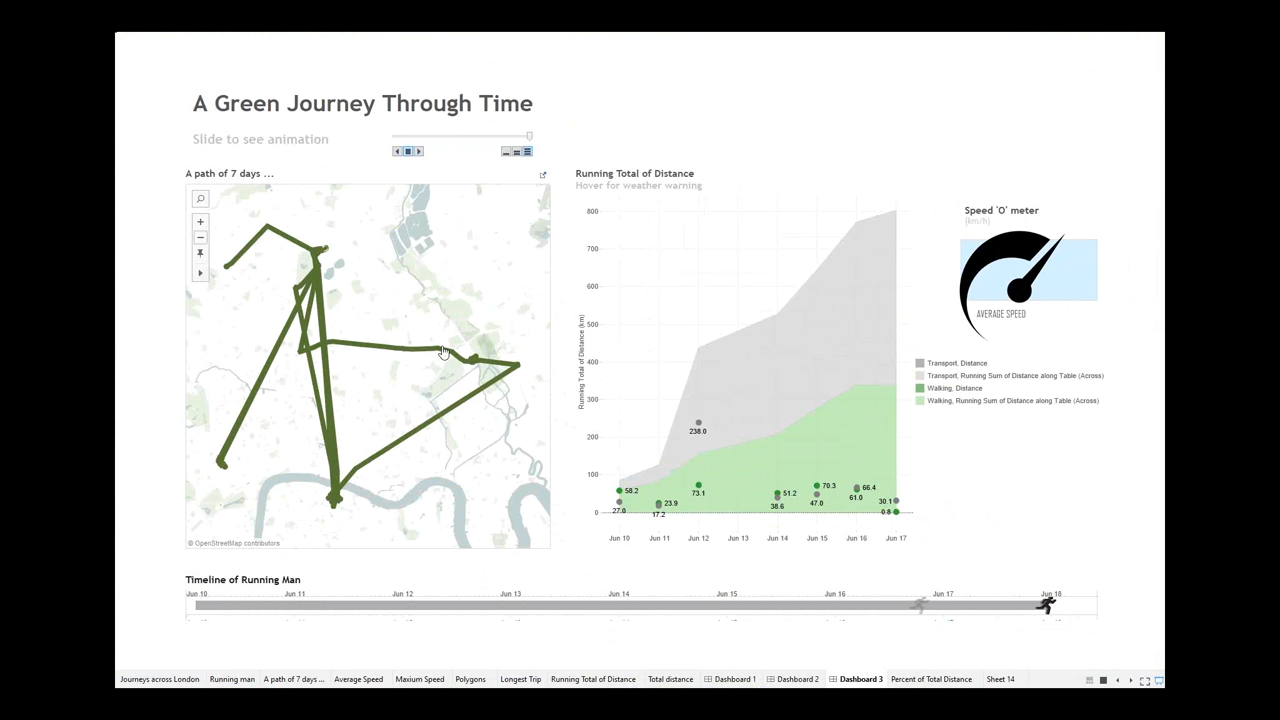 A Green Journey Through Time
Slide to see animation
A path of 7 days ...
Running Total of Distance
Hover for weather warning
Speed 'O' meter
(km/h)
AVERAGE SPEED
Running Total of Distance (km)
800
700
600
500
400
300
200
100
0
238.0
58.2
27.0
23.9
17.2
73.1
51.2
38.6
70.3
47.0
66.4
61.0
30.1
0.8
Jun 10 Jun 11 Jun 12 Jun 13 Jun 14 Jun 15 Jun 16 Jun 17
Transport, Distance
Transport, Running Sum of Distance along Table (Across)
Walking, Distance
Walking, Running Sum of Distance along Table (Across)
© OpenStreetMap contributors
Timeline of Running Man
Jun 10 Jun 11 Jun 12 Jun 13 Jun 14 Jun 15 Jun 16 Jun 17 Jun 18
Journeys across London Running man A path of 7 days ... Average Speed Maxium Speed Polygons Longest Trip Running Total of Distance Total distance Dashboard 1 Dashboard 2 Dashboard 3 Percent of Total Distance Sheet 14